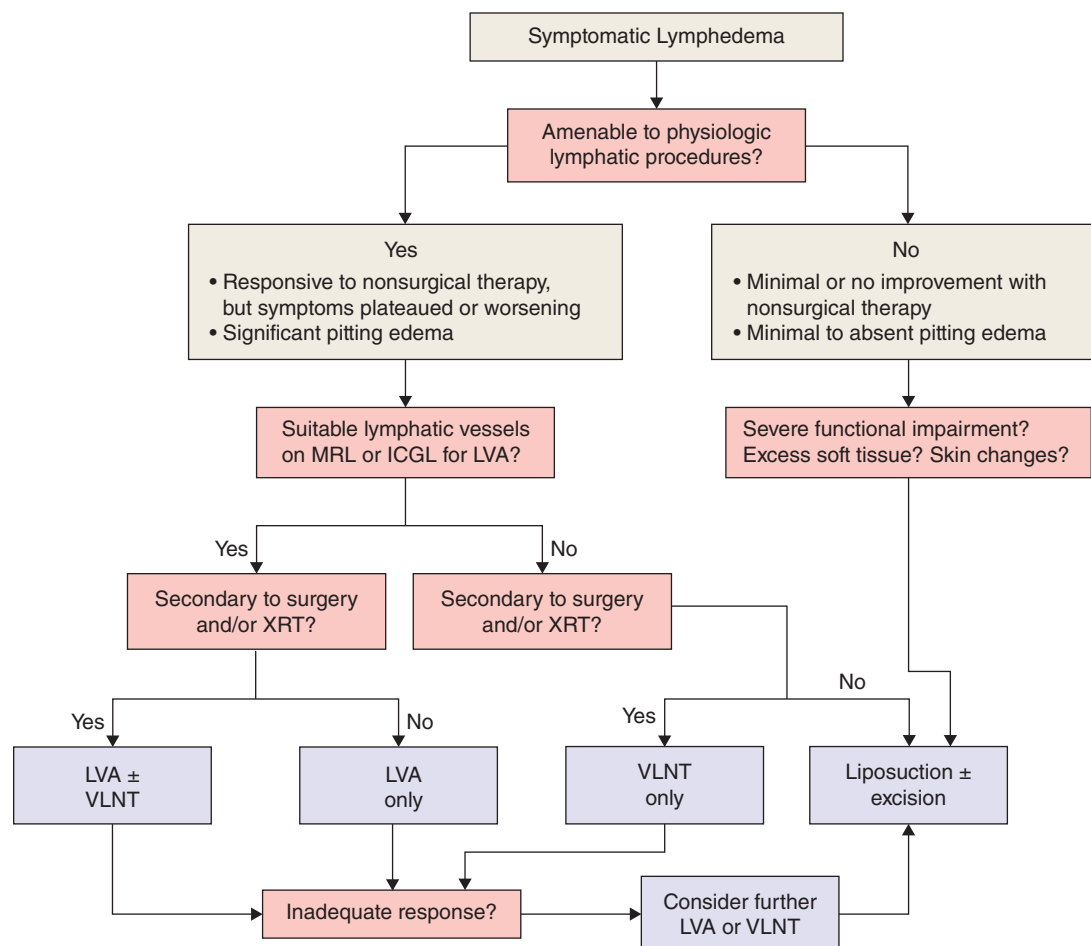 Symptomatic Lymphedema
Amenable to physiologic
lymphatic procedures?
Yes
• Responsive to nonsurgical therapy,
but symptoms plateaued or worsening
• Significant pitting edema
No
• Minimal or no improvement with
nonsurgical therapy
• Minimal to absent pitting edema
Suitable lymphatic vessels
on MRL or ICGL for LVA?
Severe functional impairment?
Excess soft tissue? Skin changes?
Yes
No
Secondary to surgery
and/or XRT?
Secondary to surgery
and/or XRT?
Yes
No
Yes
No
LVA ±
VLNT
LVA
only
VLNT
only
Liposuction ±
excision
Inadequate response?
Consider further
LVA or VLNT